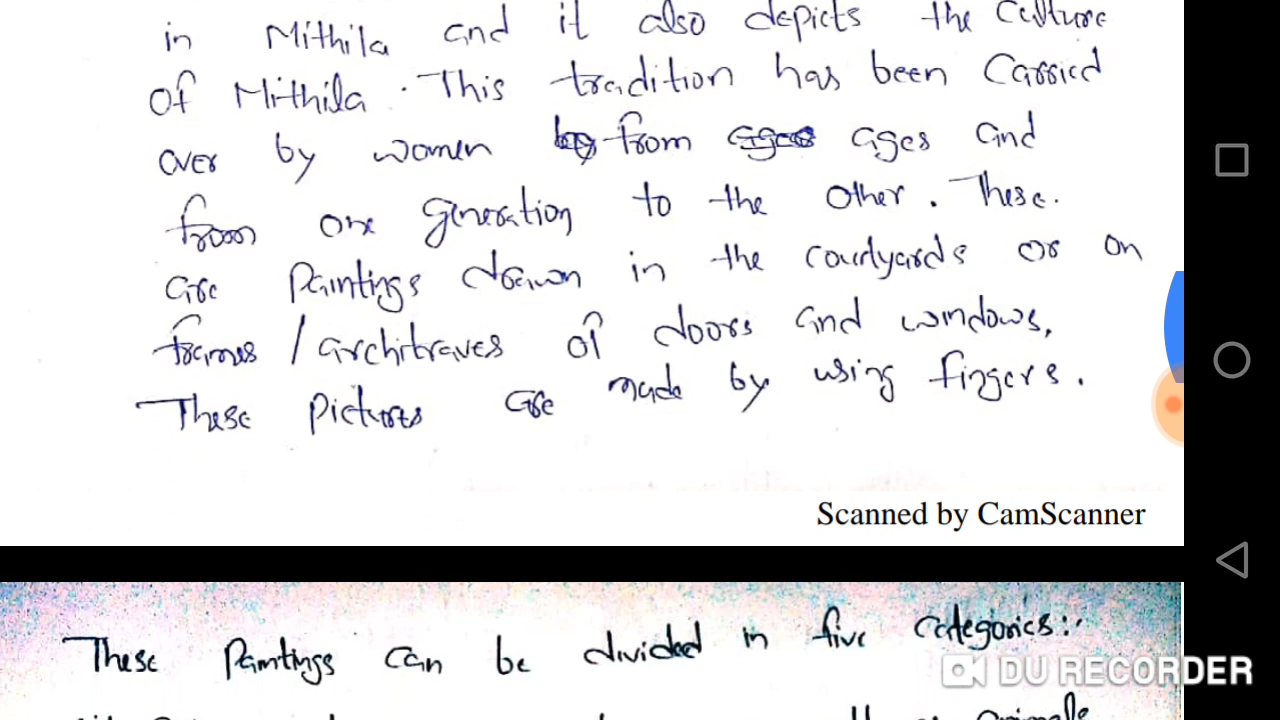 in Mithila and it also depicts the Culture
Of Mithila. This tradition has been Carried
over by women from ages and
from one generation to the Other. These.
are Paintings drawn in the courtyards or on
frames / architraves of doors and windows,
These pictures are made by using fingers.
Scanned by CamScanner
These Paintings can be divided in five Categories:
DU RECORDER
animals